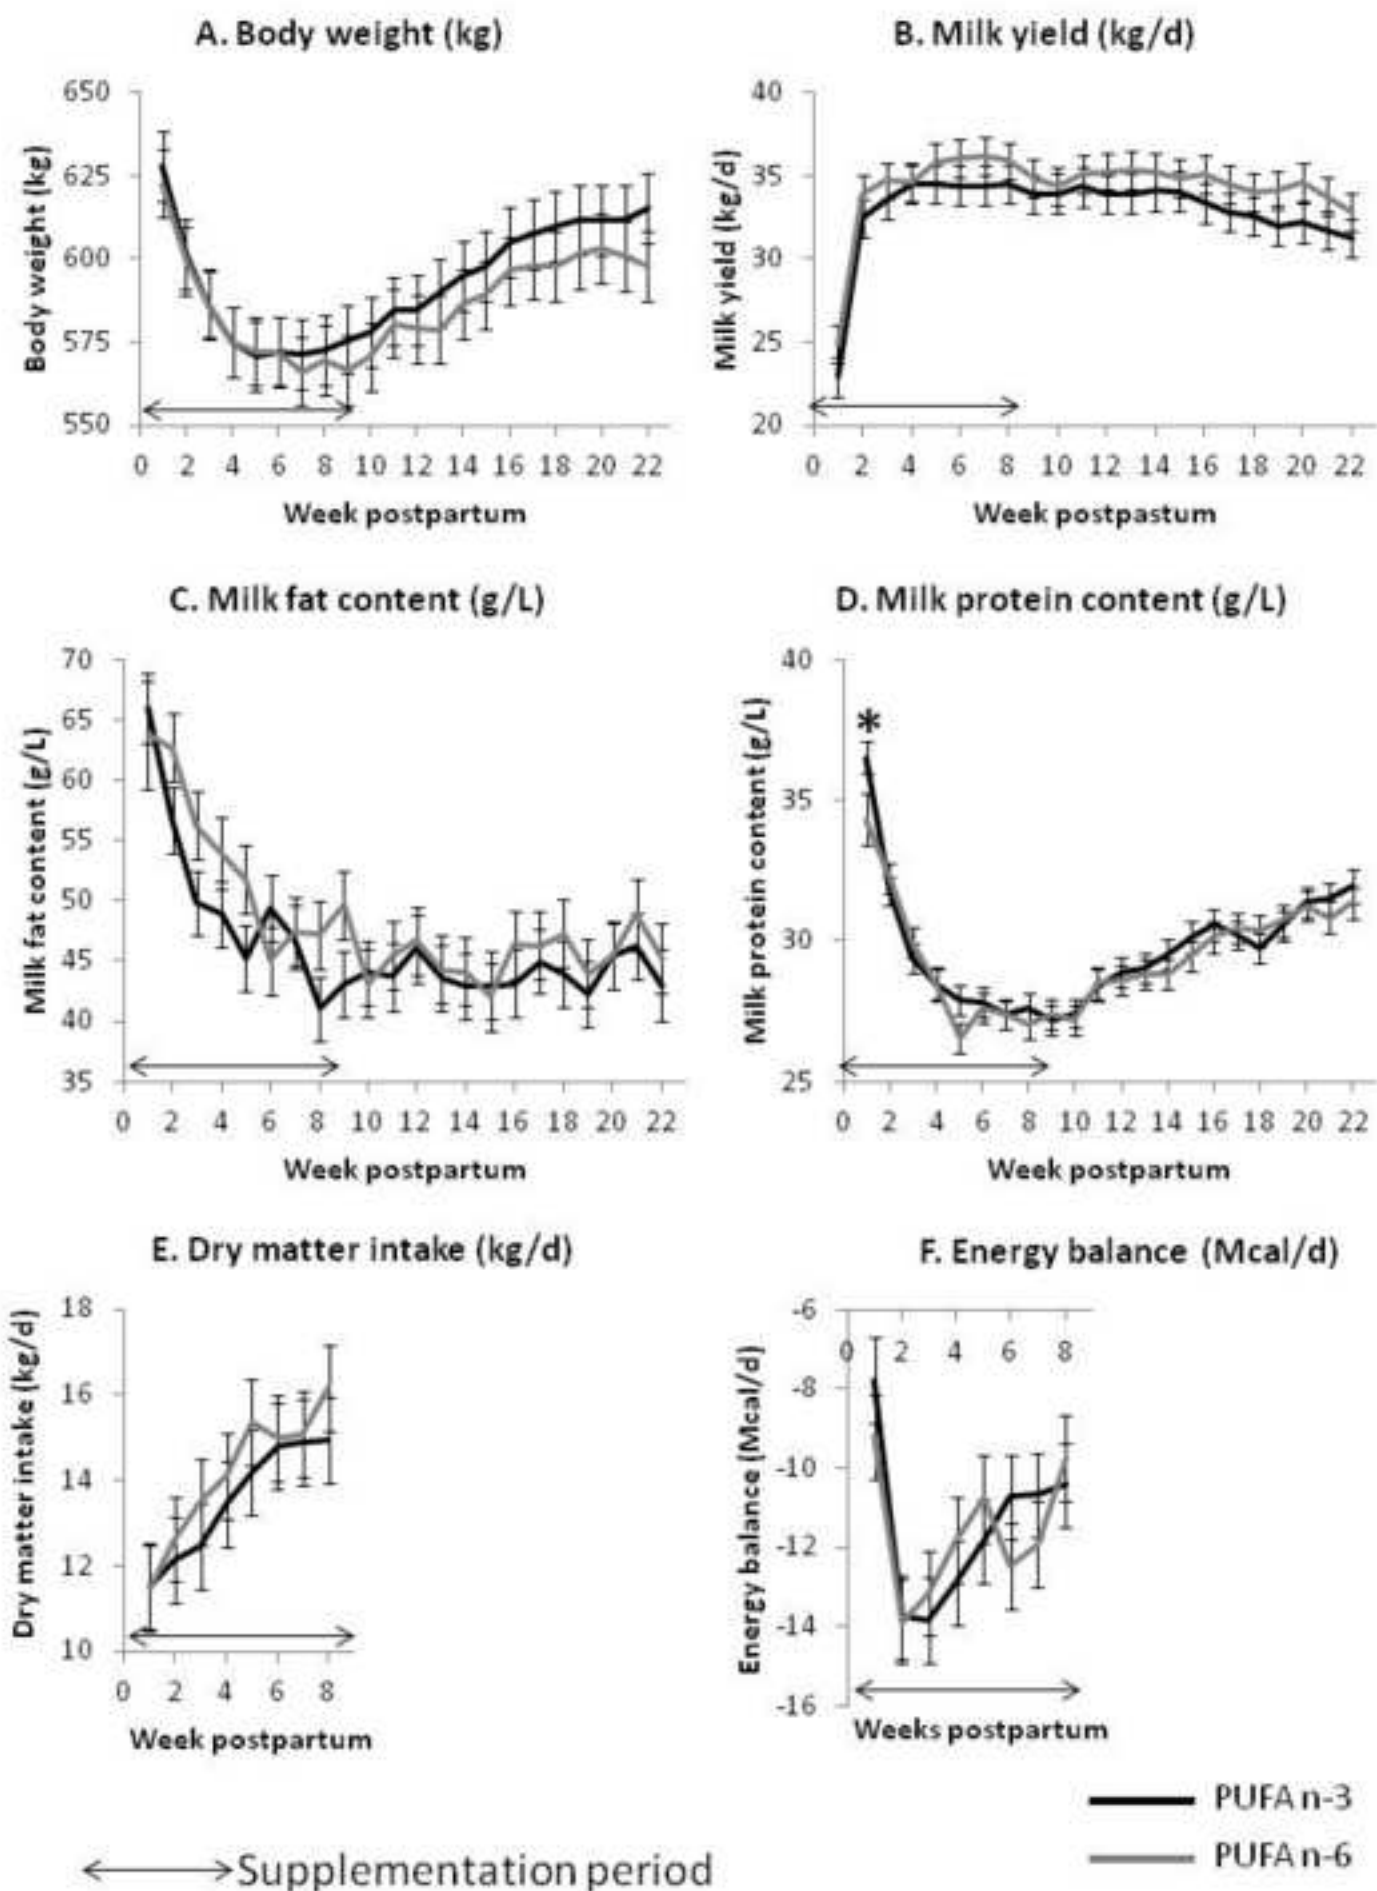 A. Body weight (kg)
B. Milk yield (kg/d)
Body weight (kg)
650
625
600
575
550
0 2 4 6 8 10 12 14 16 18 20 22
Week postpartum
Milk yield (kg/d)
40
35
30
25
20
0 2 4 6 8 10 12 14 16 18 20 22
Week postpastum
C. Milk fat content (g/L)
D. Milk protein content (g/L)
Milk fat content (g/L)
70
65
60
55
50
45
40
35
0 2 4 6 8 10 12 14 16 18 20 22
Week postpartum
Milk protein content (g/L)
40
35
30
25
*
0 2 4 6 8 10 12 14 16 18 20 22
Week postpartum
E. Dry matter intake (kg/d)
F. Energy balance (Mcal/d)
Dry matter intake (kg/d)
18
16
14
12
10
0 2 4 6 8
Week postpartum
Energy balance (Mcal/d)
-6
-8
-10
-12
-14
-16
0 2 4 6 8
Weeks postpartum
PUFA n-3
PUFA n-6
Supplementation period